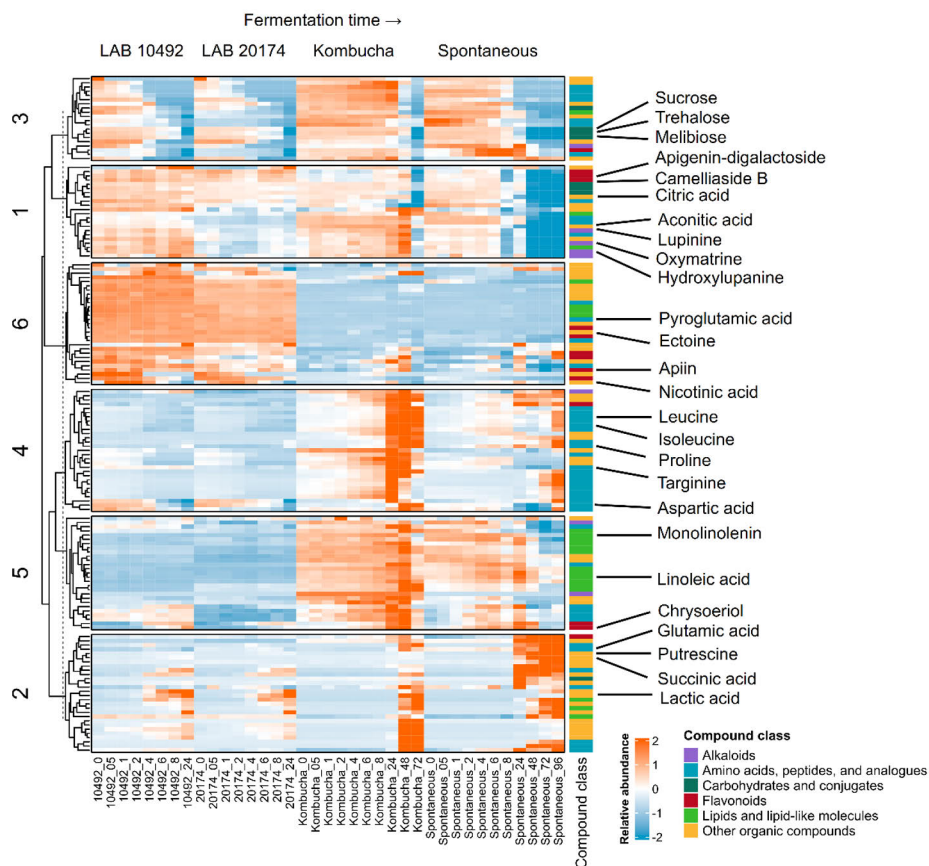 Fermentation time →
LAB 10492 LAB 20174 Kombucha Spontaneous
3
1
6
4
5
2
Sucrose
Trehalose
Melibiose
Apigenin-digalactoside
Camelliaside B
Citric acid
Aconitic acid
Lupinine
Oxymatrine
Hydroxylupanine
Pyroglutamic acid
Ectoine
Apiin
Nicotinic acid
Leucine
Isoleucine
Proline
Targinine
Aspartic acid
Monolinolenin
Linoleic acid
Chrysoeriol
Glutamic acid
Putrescine
Succinic acid
Lactic acid
10492_0
10492_05
10492_1
10492_2
10492_4
10492_6
10492_8
10492_24
20174_0
20174_05
20174_1
20174_2
20174_4
20174_6
20174_8
20174_24
Kombucha_0
Kombucha_05
Kombucha_1
Kombucha_2
Kombucha_4
Kombucha_6
Kombucha_8
Kombucha_24
Kombucha_48
Kombucha_72
Spontaneous_0
Spontaneous_05
Spontaneous_1
Spontaneous_2
Spontaneous_4
Spontaneous_6
Spontaneous_8
Spontaneous_24
Spontaneous_48
Spontaneous_72
Spontaneous_96
Compound class
Relative abundance
2
1
0
-1
-2
Compound class
Alkaloids
Amino acids, peptides, and analogues
Carbohydrates and conjugates
Flavonoids
Lipids and lipid-like molecules
Other organic compounds